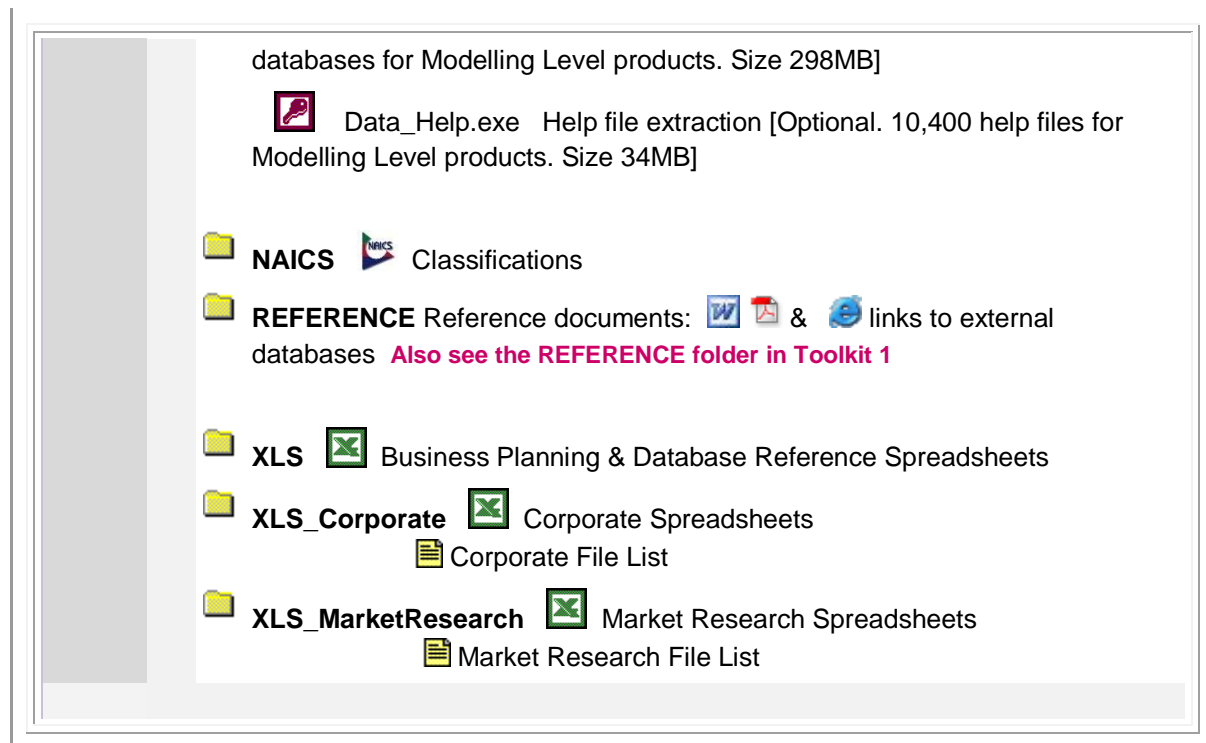 databases for Modelling Level products. Size 298MB]
Data_Help.exe Help file extraction [Optional. 10,400 help files for
Modelling Level products. Size 34MB]
NAICS NAICS Classifications
REFERENCE Reference documents: W & links to external
databases Also see the REFERENCE folder in Toolkit 1
XLS Business Planning & Database Reference Spreadsheets
XLS_Corporate Corporate Spreadsheets
Corporate File List
XLS_MarketResearch Market Research Spreadsheets
Market Research File List